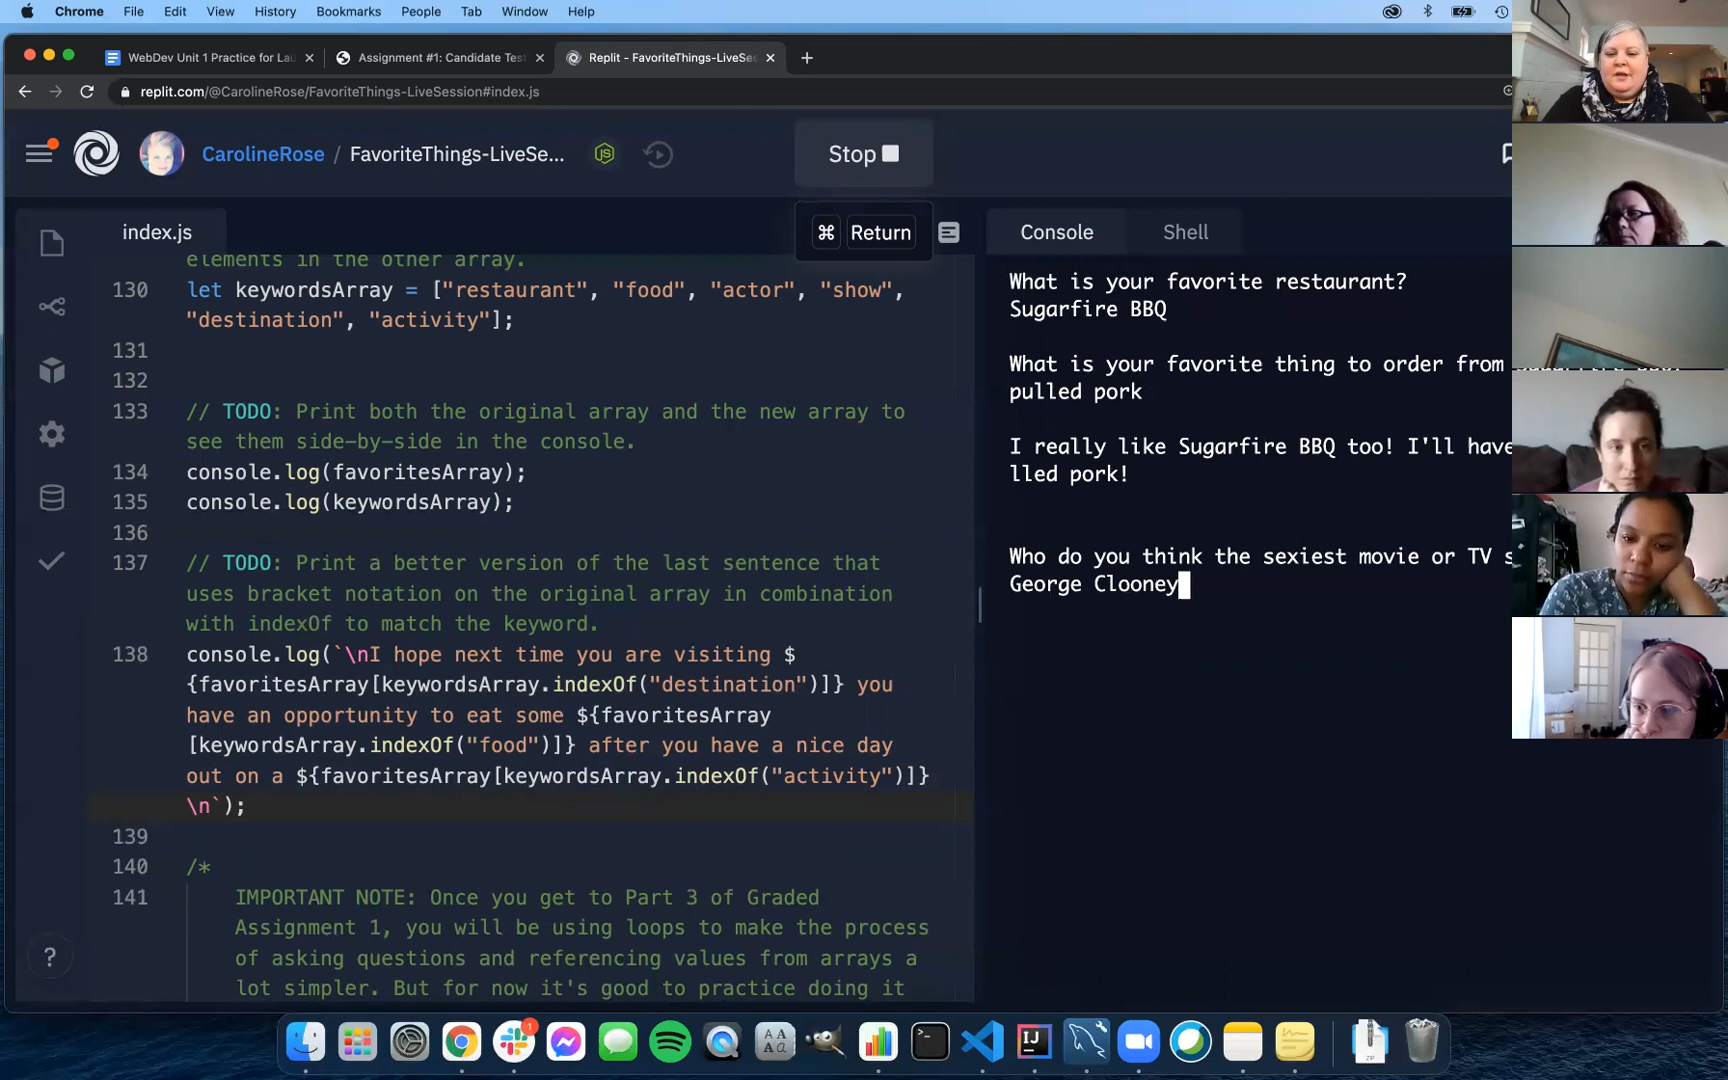 Chrome File Edit View History Bookmarks People Tab Window Help
WebDev Unit 1 Practice for Lau
Assignment #1: Candidate Test
Replit - FavoriteThings-LiveSes
replit.com/@CarolineRose/FavoriteThings-LiveSession#index.js
CarolineRose / FavoriteThings-LiveSe...
JS
Stop
⌘ Return
index.js
elements in the other array.
130 let keywordsArray = ["restaurant", "food", "actor", "show",
"destination", "activity"];
131
132
133 // TODO: Print both the original array and the new array to
see them side-by-side in the console.
134 console.log(favoritesArray);
135 console.log(keywordsArray);
136
137 // TODO: Print a better version of the last sentence that
uses bracket notation on the original array in combination
with indexOf to match the keyword.
138 console.log(`\nI hope next time you are visiting $
{favoritesArray[keywordsArray.indexOf("destination")]} you
have an opportunity to eat some ${favoritesArray
[keywordsArray.indexOf("food")]} after you have a nice day
out on a ${favoritesArray[keywordsArray.indexOf("activity")]}
\n`);
139
140 /*
141 IMPORTANT NOTE: Once you get to Part 3 of Graded
Assignment 1, you will be using loops to make the process
of asking questions and referencing values from arrays a
lot simpler. But for now it's good to practice doing it
?
Console Shell
What is your favorite restaurant?
Sugarfire BBQ
What is your favorite thing to order from
pulled pork
I really like Sugarfire BBQ too! I'll have
lled pork!
Who do you think the sexiest movie or TV s
George Clooney
1
AA
AA
IJ
ZIP